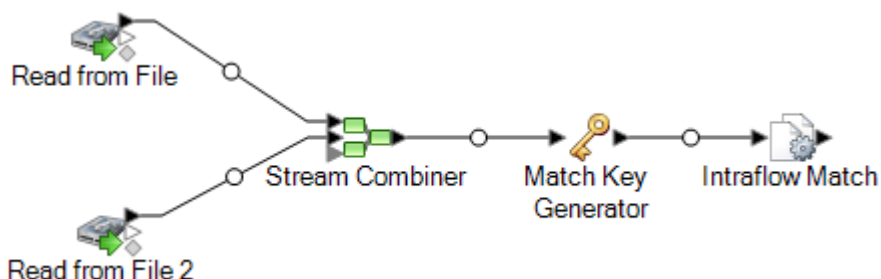 Read from File
Stream Combiner
Match Key
Generator
Intraflow Match
Read from File 2